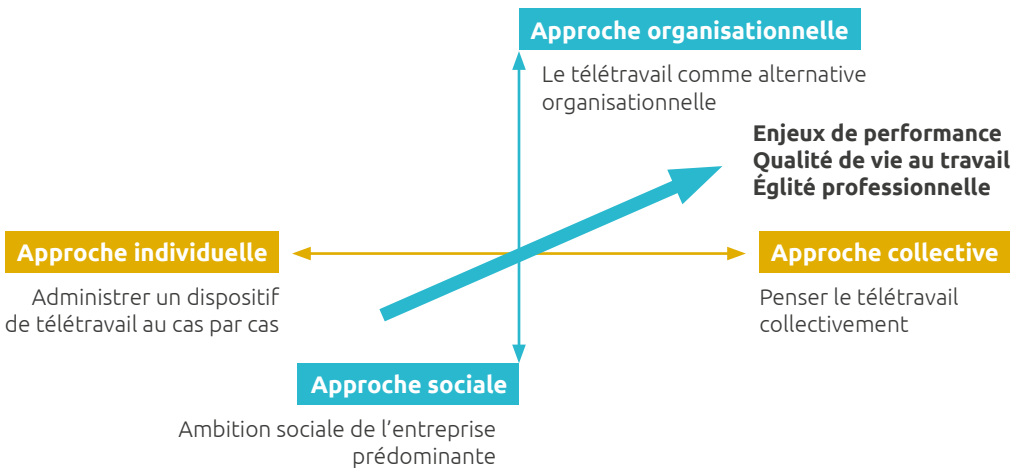 Approche organisationnelle
Le télétravail comme alternative
organisationnelle
Enjeux de performance
Qualité de vie au travail
Églité professionnelle
Approche individuelle
Administrer un dispositif
de télétravail au cas par cas
Approche collective
Penser le télétravail
collectivement
Approche sociale
Ambition sociale de l’entreprise
prédominante